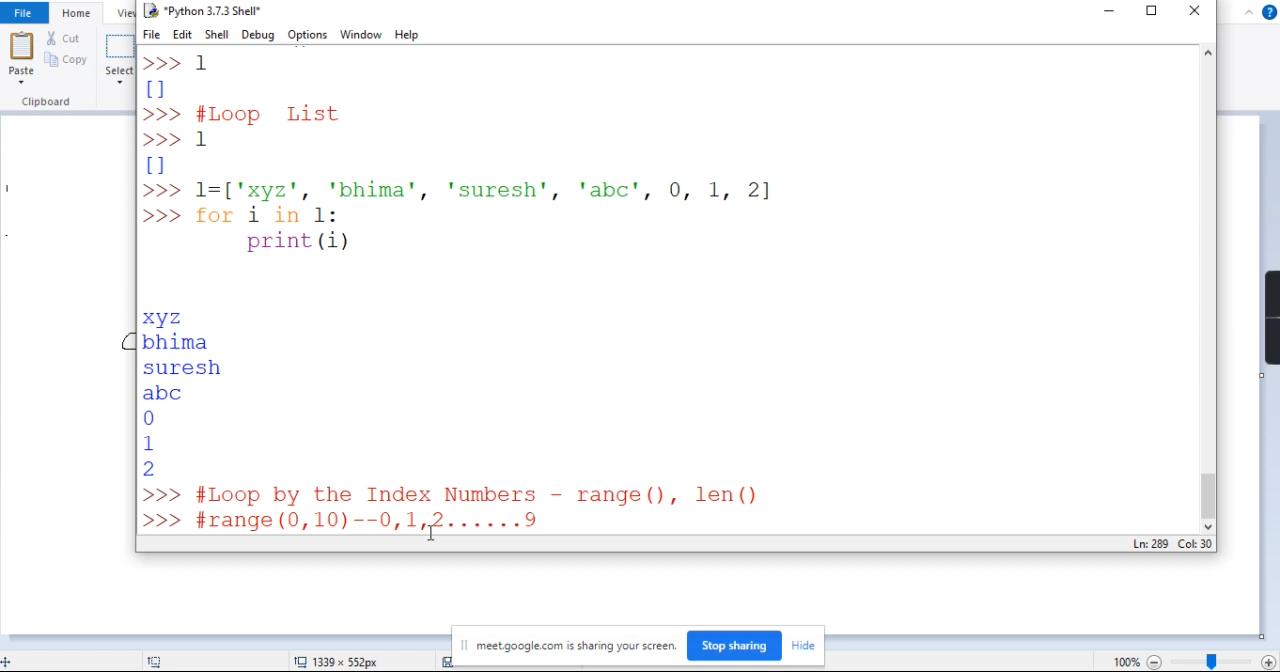 File Home View
Cut
Copy
Paste
Select
Clipboard
*Python 3.7.3 Shell*
File Edit Shell Debug Options Window Help
>>> l
[]
>>> #Loop  List
>>> l
[]
>>> l=['xyz', 'bhima', 'suresh', 'abc', 0, 1, 2]
>>> for i in l:
        print(i)
xyz
bhima
suresh
abc
0
1
2
>>> #Loop by the Index Numbers - range(), len()
>>> #range(0,10)--0,1,2......9
Ln: 289 Col: 30
meet.google.com is sharing your screen. Stop sharing Hide
1339 × 552px
100%